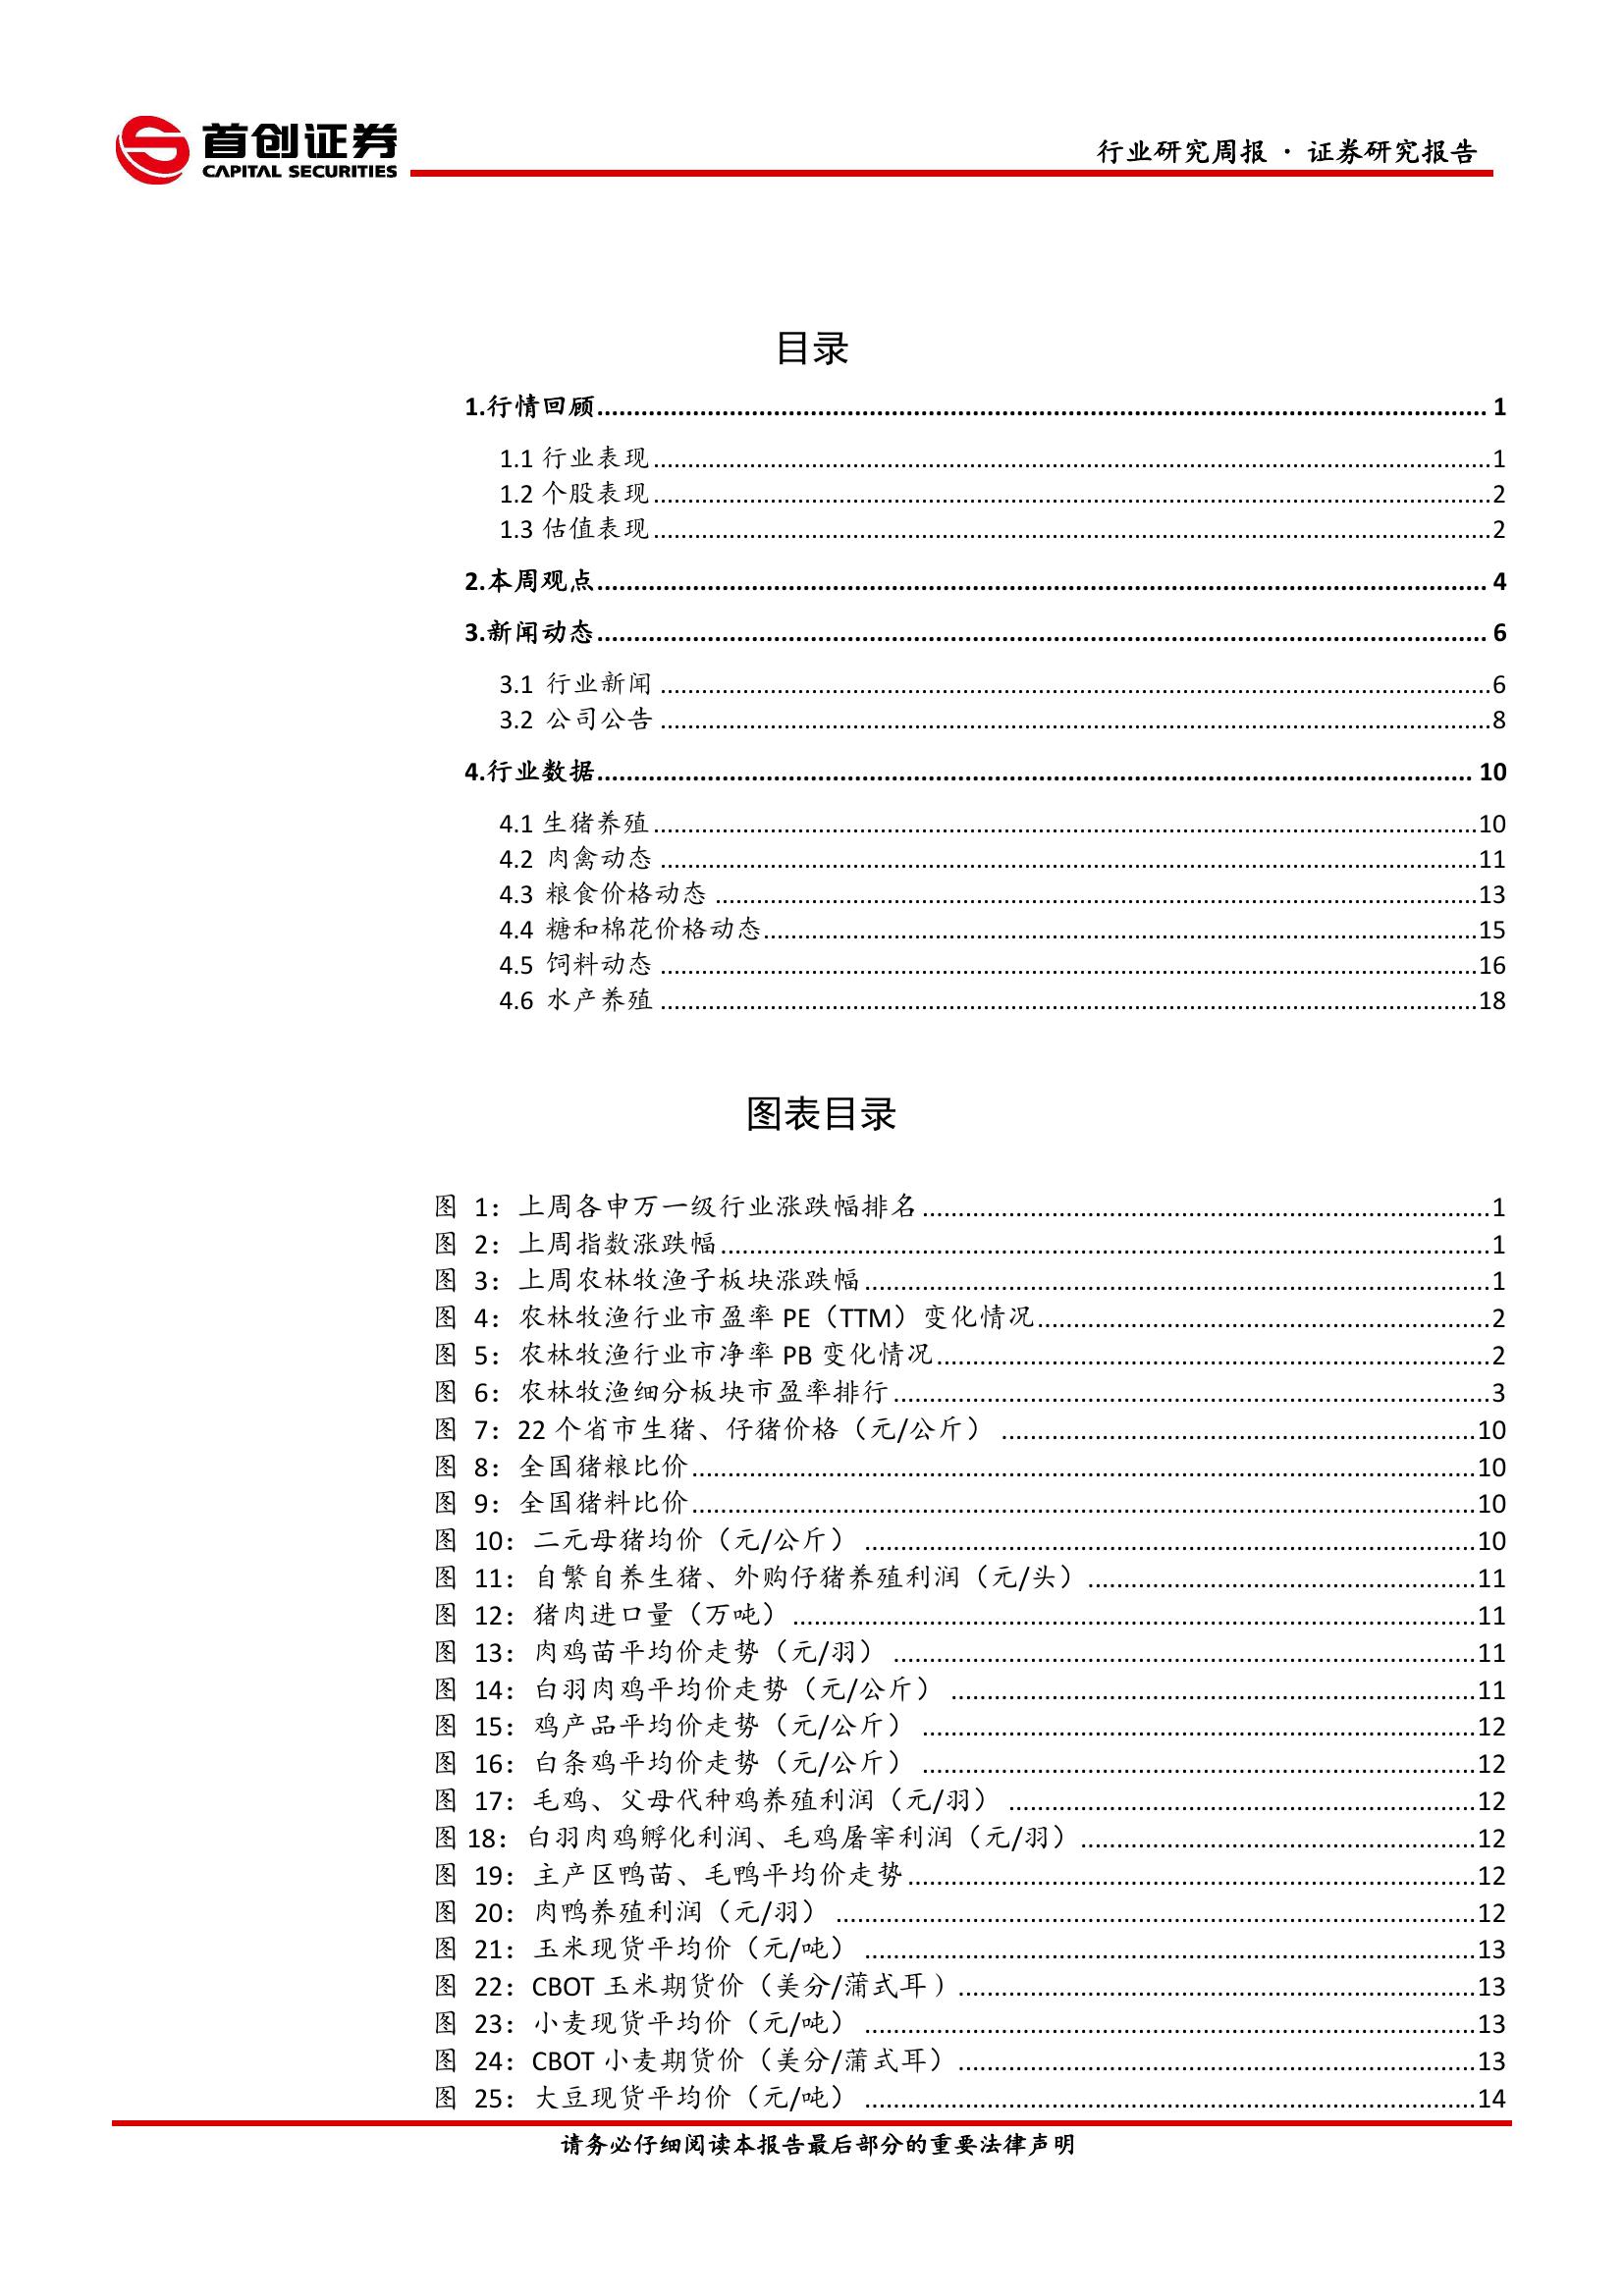 首创证券
CAPITAL SECURITIES
行业研究周报 · 证券研究报告
目录
1.行情回顾........................................ 1
1.1 行业表现........................................1
1.2 个股表现........................................2
1.3 估值表现........................................2
2.本周观点........................................ 4
3.新闻动态........................................ 6
3.1 行业新闻 ........................................6
3.2 公司公告 ........................................8
4.行业数据........................................ 10
4.1 生猪养殖........................................10
4.2 肉禽动态 ........................................11
4.3 粮食价格动态 ........................................13
4.4 糖和棉花价格动态........................................15
4.5 饲料动态 ........................................16
4.6 水产养殖 ........................................18
图表目录
图 1：上周各申万一级行业涨跌幅排名........................................1
图 2：上周指数涨跌幅........................................1
图 3：上周农林牧渔子板块涨跌幅........................................1
图 4：农林牧渔行业市盈率 PE（TTM）变化情况........................................2
图 5：农林牧渔行业市净率 PB 变化情况........................................2
图 6：农林牧渔细分板块市盈率排行........................................3
图 7：22 个省市生猪、仔猪价格（元/公斤） ........................................10
图 8：全国猪粮比价........................................10
图 9：全国猪料比价........................................10
图 10：二元母猪均价（元/公斤） ........................................10
图 11：自繁自养生猪、外购仔猪养殖利润（元/头）........................................11
图 12：猪肉进口量（万吨） ........................................11
图 13：肉鸡苗平均价走势（元/羽） ........................................11
图 14：白羽肉鸡平均价走势（元/公斤） ........................................11
图 15：鸡产品平均价走势（元/公斤） ........................................12
图 16：白条鸡平均价走势（元/公斤） ........................................12
图 17：毛鸡、父母代种鸡养殖利润（元/羽） ........................................12
图 18：白羽肉鸡孵化利润、毛鸡屠宰利润（元/羽）........................................12
图 19：主产区鸭苗、毛鸭平均价走势........................................12
图 20：肉鸭养殖利润（元/羽） ........................................12
图 21：玉米现货平均价（元/吨） ........................................13
图 22：CBOT 玉米期货价（美分/蒲式耳）........................................13
图 23：小麦现货平均价（元/吨） ........................................13
图 24：CBOT 小麦期货价（美分/蒲式耳）........................................13
图 25：大豆现货平均价（元/吨） ........................................14
请务必仔细阅读本报告最后部分的重要法律声明